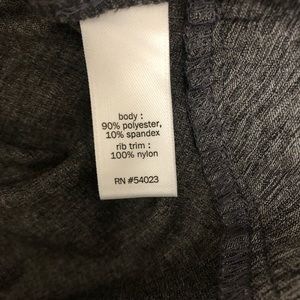 body :
90% polyester,
10% spandex
rib trim :
100% nylon
RN #54023